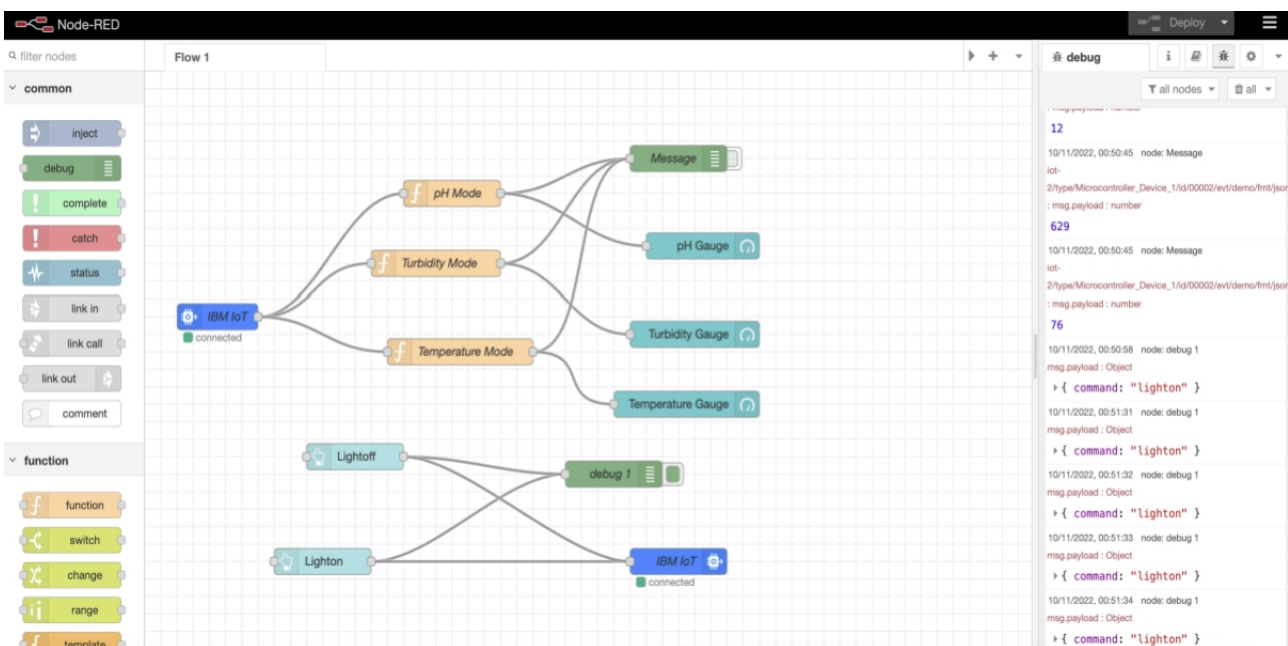 Node-RED
Deploy
filter nodes
Flow 1
debug
i
common
all nodes
all
inject
debug
complete
catch
status
link in
link call
link out
comment
function
function
switch
change
range
template
IBM IoT
connected
pH Mode
Turbidity Mode
Temperature Mode
Message
pH Gauge
Turbidity Gauge
Temperature Gauge
Lightoff
Lighton
debug 1
IBM IoT
connected
: msg.payload : number
12
10/11/2022, 00:50:45 node: Message
iot-
2/type/Microcontroller_Device_1/id/00002/evt/demo/fmt/jsor
: msg.payload : number
629
10/11/2022, 00:50:45 node: Message
iot-
2/type/Microcontroller_Device_1/id/00002/evt/demo/fmt/jsor
: msg.payload : number
76
10/11/2022, 00:50:58 node: debug 1
msg.payload : Object
{ command: "lighton" }
10/11/2022, 00:51:31 node: debug 1
msg.payload : Object
{ command: "lighton" }
10/11/2022, 00:51:32 node: debug 1
msg.payload : Object
{ command: "lighton" }
10/11/2022, 00:51:33 node: debug 1
msg.payload : Object
{ command: "lighton" }
10/11/2022, 00:51:34 node: debug 1
msg.payload : Object
{ command: "lighton" }